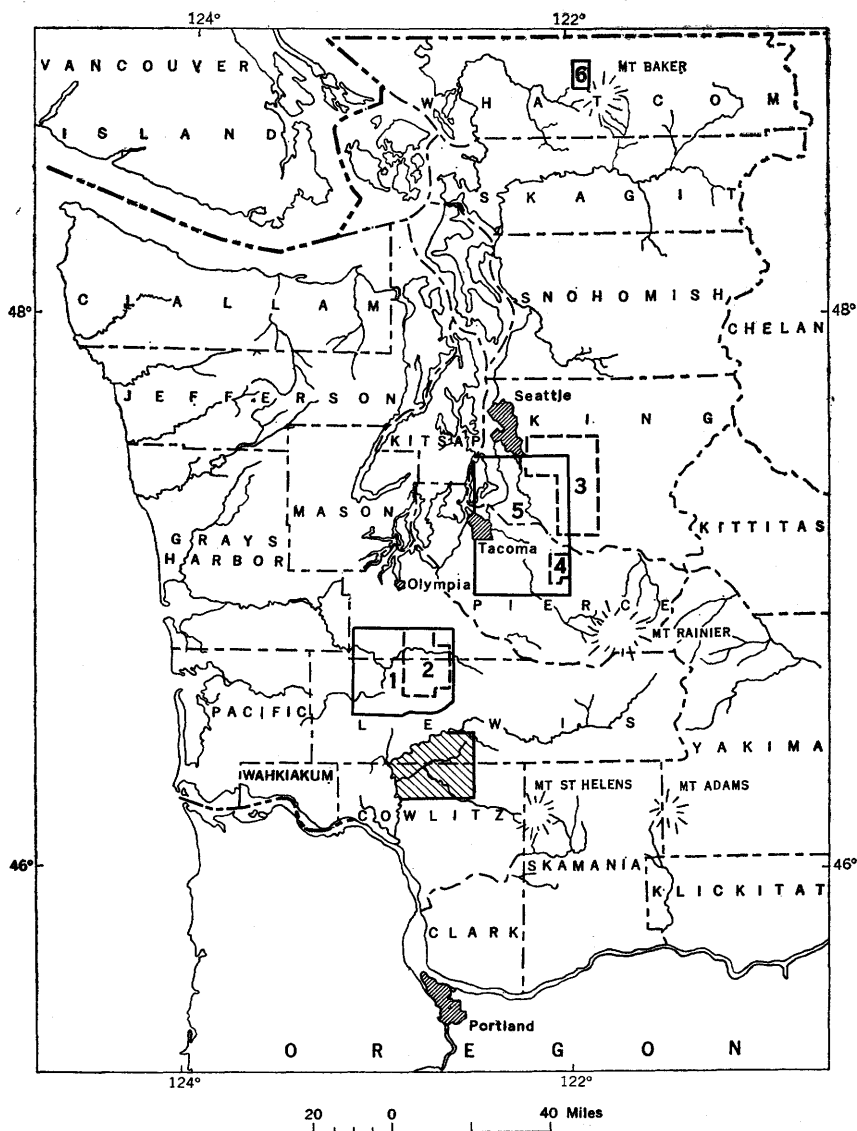 124° 122°
VANCOUVER
ISLAND
6
MT BAKER
WHATCOM
SKAGIT
48° 48°
CLALLAM
SNOHOMISH
CHELAN
JEFFERSON
Seattle
KING
KITSAP
3
MASON
5
KITTITAS
GRAYS
HARBOR
Tacoma
4
Olympia
PIERCE
MT RAINIER
1
2
PACIFIC
LEWIS
YAKIMA
WAHKIAKUM
MT ST HELENS
MT ADAMS
COWLITZ
46° 46°
SKAMANIA
KLICKITAT
CLARK
Portland
OREGON
124° 122°
20 0 40 Miles